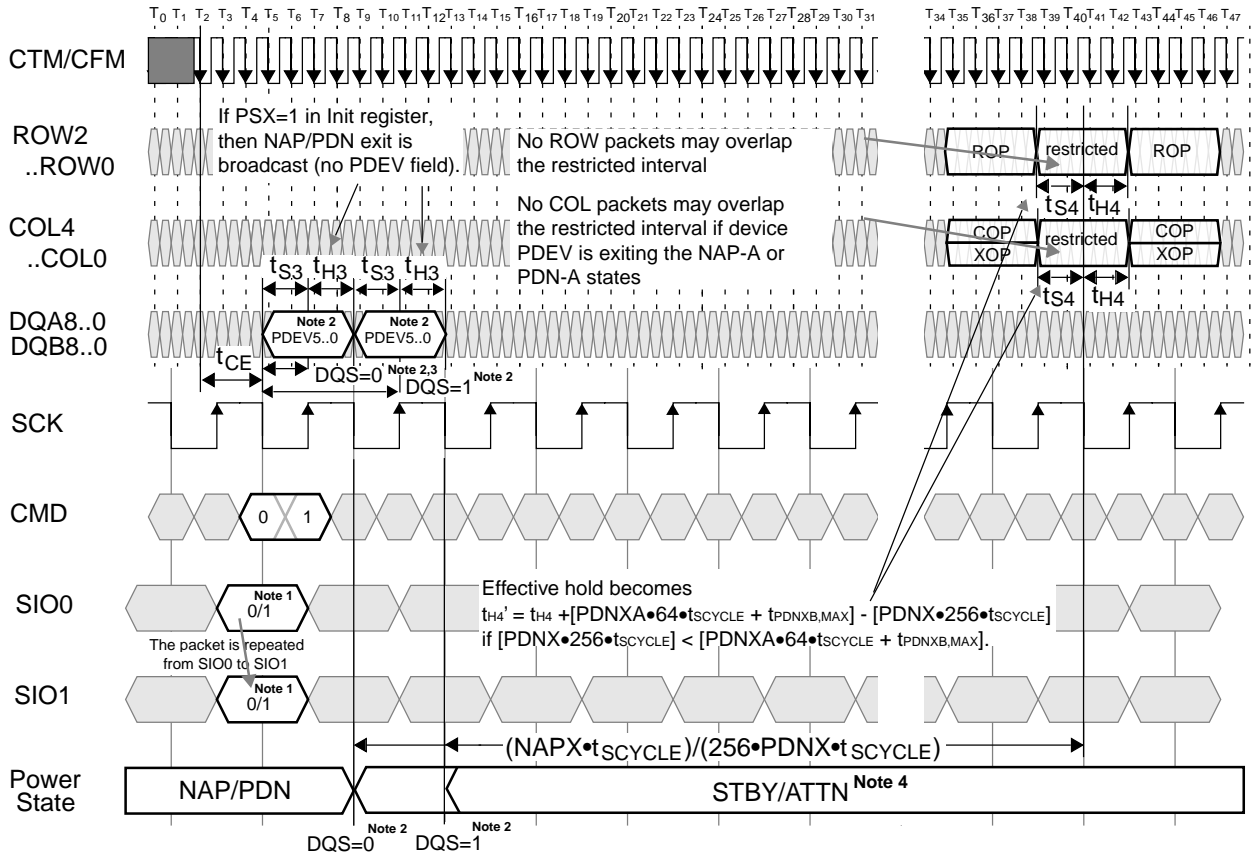 T0 T1 T2 T3 T4 T5 T6 T7 T8 T9 T10 T11 T12 T13 T14 T15 T16 T17 T18 T19 T20 T21 T22 T23 T24 T25 T26 T27 T28 T29 T30 T31 T34 T35 T36 T37 T38 T39 T40 T41 T42 T43 T44 T45 T46 T47
CTM/CFM
If PSX=1 in Init register,
then NAP/PDN exit is
broadcast (no PDEV field).
ROW2
..ROW0
No ROW packets may overlap
the restricted interval
ROP restricted ROP
tS4 tH4
COL4
..COL0
No COL packets may overlap
the restricted interval if device
PDEV is exiting the NAP-A or
PDN-A states
COP restricted COP
XOP XOP
tS4 tH4
tS3 tH3 tS3 tH3
DQA8..0
DQB8..0
Note 2 Note 2
PDEV5..0 PDEV5..0
tCE
DQS=0 Note 2,3 DQS=1 Note 2
SCK
CMD
0 1
SIO0
Note 1
0/1
Effective hold becomes
tH4' = tH4 +[PDNXA•64•tSCYCLE + tPDNXB,MAX] - [PDNX•256•tSCYCLE]
if [PDNX•256•tSCYCLE] < [PDNXA•64•tSCYCLE + tPDNXB,MAX].
The packet is repeated
from SIO0 to SIO1
SIO1
Note 1
0/1
(NAPX•tSCYCLE)/(256•PDNX•tSCYCLE)
Power
State
NAP/PDN
STBY/ATTN Note 4
DQS=0 Note 2 DQS=1 Note 2